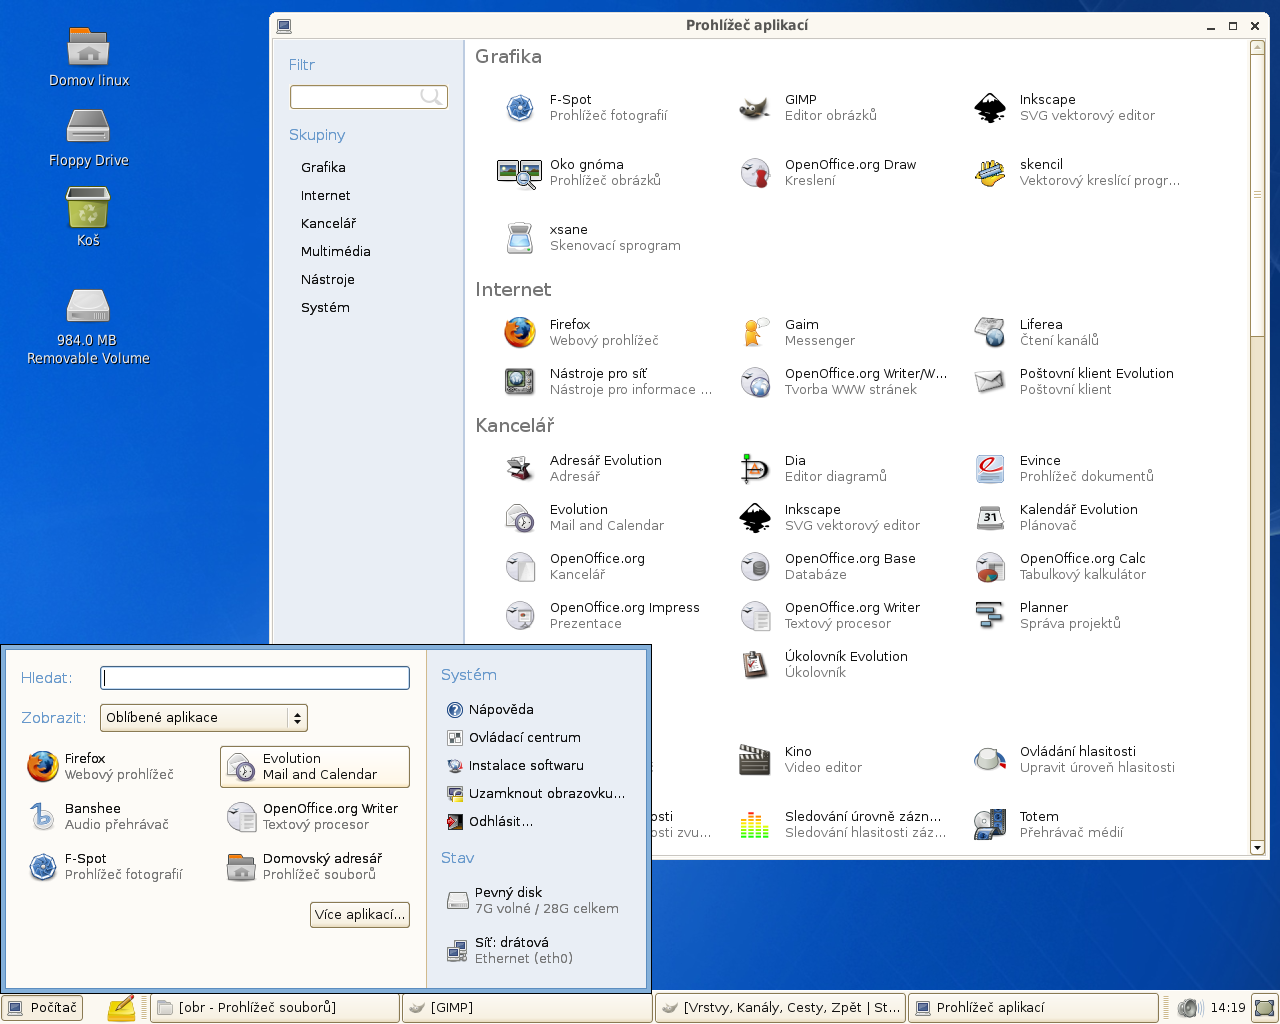 Domov linux
Floppy Drive
Koš
984.0 MB
Removable Volume
Prohlížeč aplikací
Filtr
Skupiny
Grafika
Internet
Kancelář
Multimédia
Nástroje
Systém
Grafika
F-Spot
Prohlížeč fotografií
GIMP
Editor obrázků
Inkscape
SVG vektorový editor
Oko gnóma
Prohlížeč obrázků
OpenOffice.org Draw
Kreslení
skencil
Vektorový kreslící progr...
xsane
Skenovací sprogram
Internet
Firefox
Webový prohlížeč
Gaim
Messenger
Liferea
Čtení kanálů
Nástroje pro síť
Nástroje pro informace ...
OpenOffice.org Writer/W...
Tvorba WWW stránek
Poštovní klient Evolution
Poštovní klient
Kancelář
Adresář Evolution
Adresář
Dia
Editor diagramů
Evince
Prohlížeč dokumentů
Evolution
Mail and Calendar
Inkscape
SVG vektorový editor
31
Kalendář Evolution
Plánovač
OpenOffice.org
Kancelář
OpenOffice.org Base
Databáze
OpenOffice.org Calc
Tabulkový kalkulátor
OpenOffice.org Impress
Prezentace
OpenOffice.org Writer
Textový procesor
Planner
Správa projektů
Úkolovník Evolution
Úkolovník
Kino
Video editor
Ovládání hlasitosti
Upravit úroveň hlasitosti
osti
osti zvu...
Sledování úrovně zázn...
Sledování hlasitosti záz...
Totem
Přehrávač médií
Hledat:
Zobrazit:
Oblíbené aplikace
Firefox
Webový prohlížeč
Evolution
Mail and Calendar
Banshee
Audio přehrávač
OpenOffice.org Writer
Textový procesor
F-Spot
Prohlížeč fotografií
Domovský adresář
Prohlížeč souborů
Více aplikací...
Systém
Nápověda
Ovládací centrum
Instalace softwaru
Uzamknout obrazovku...
Odhlásit...
Stav
Pevný disk
7G volné / 28G celkem
Síť: drátová
Ethernet (eth0)
Počítač
[obr - Prohlížeč souborů]
[GIMP]
[Vrstvy, Kanály, Cesty, Zpět | St...
Prohlížeč aplikací
14:19